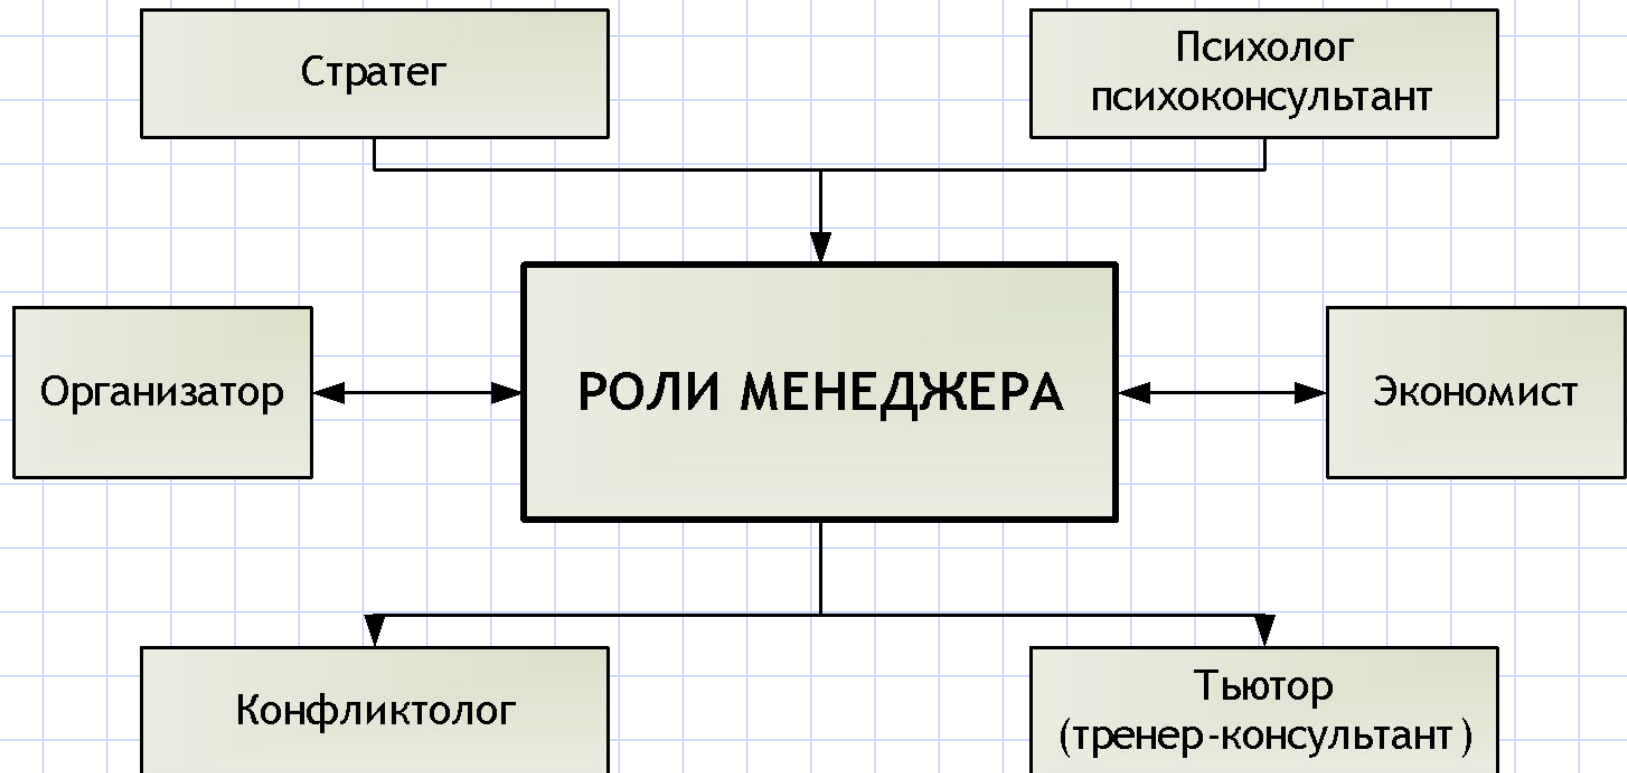 Стратег
Психолог
психоконсультант
Организатор
РОЛИ МЕНЕДЖЕРА
Экономист
Конфликтолог
Тьютор
(тренер-консультант)